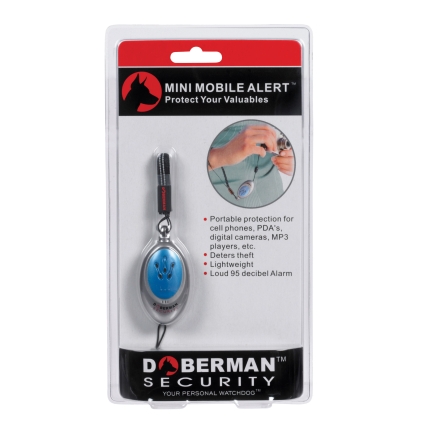 MINI MOBILE ALERT™
Protect Your Valuables
• Portable protection for
cell phones, PDA's,
digital cameras, MP3
players, etc.
• Deters theft
• Lightweight
• Loud 95 decibel Alarm
DOBERMAN™
SECURITY
YOUR PERSONAL WATCHDOG™